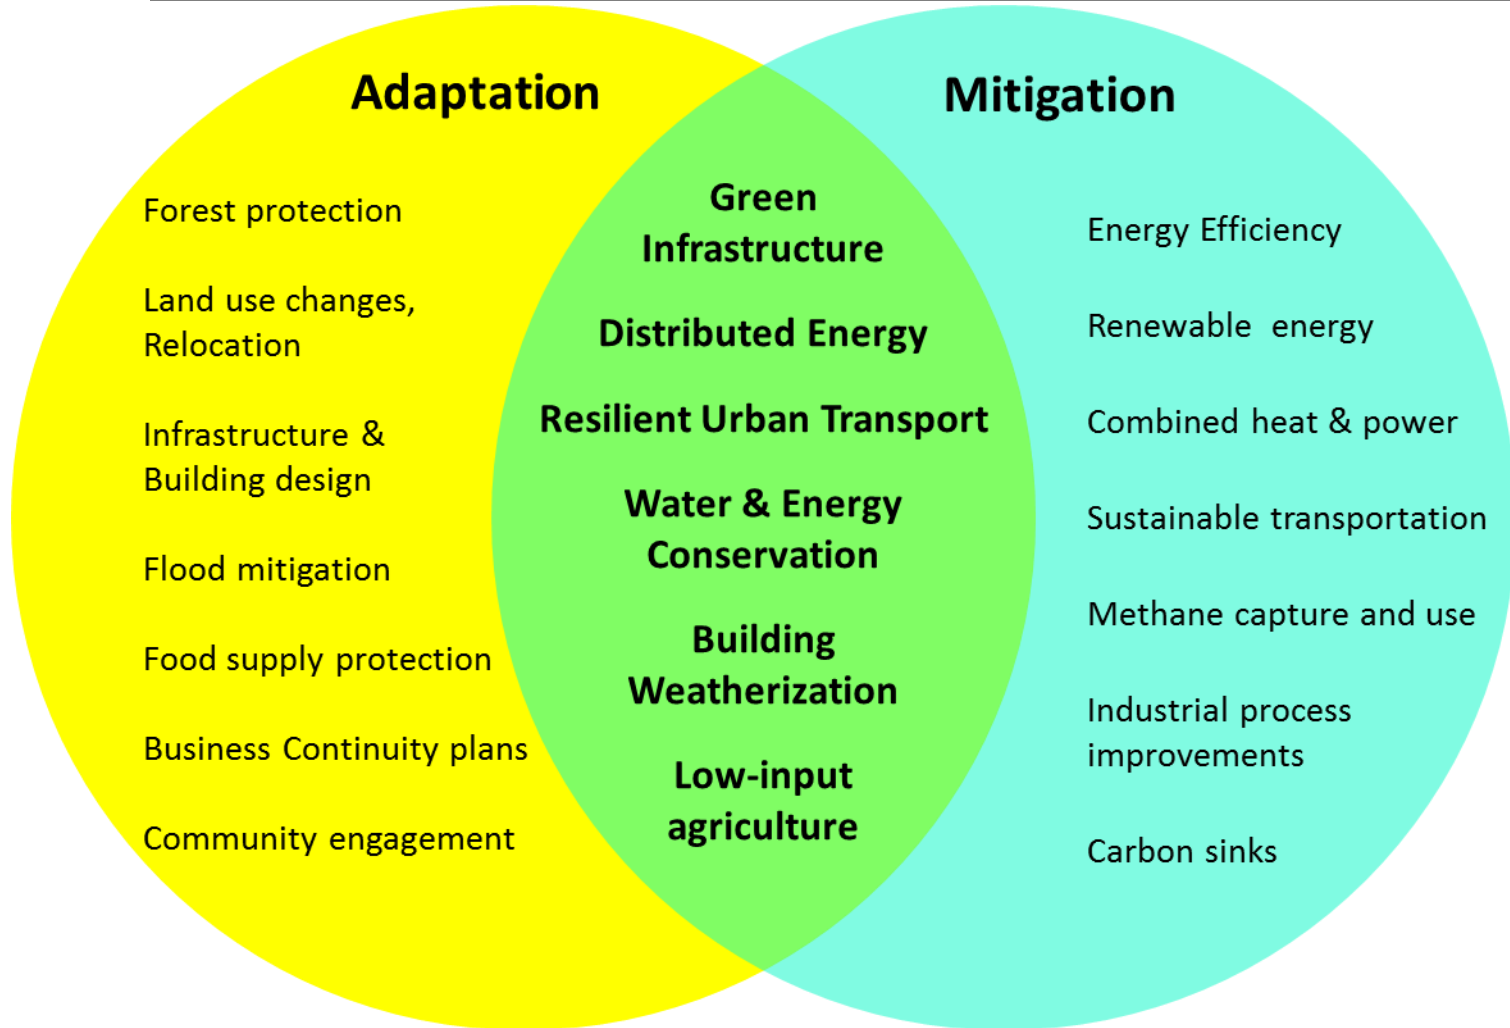 Adaptation
Forest protection
Land use changes,
Relocation
Infrastructure &
Building design
Flood mitigation
Food supply protection
Business Continuity plans
Community engagement
Green
Infrastructure
Distributed Energy
Resilient Urban Transport
Water & Energy
Conservation
Building
Weatherization
Low-input
agriculture
Mitigation
Energy Efficiency
Renewable energy
Combined heat & power
Sustainable transportation
Methane capture and use
Industrial process
improvements
Carbon sinks